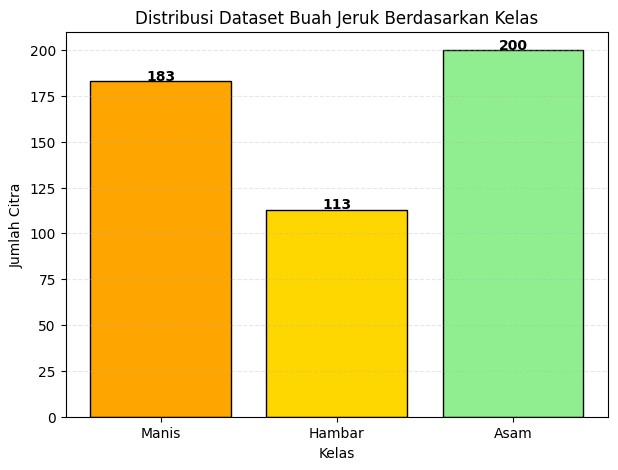 Distribusi Dataset Buah Jeruk Berdasarkan Kelas
Jumlah Citra
200
175
150
125
100
75
50
25
0
183
113
200
Manis
Hambar
Asam
Kelas